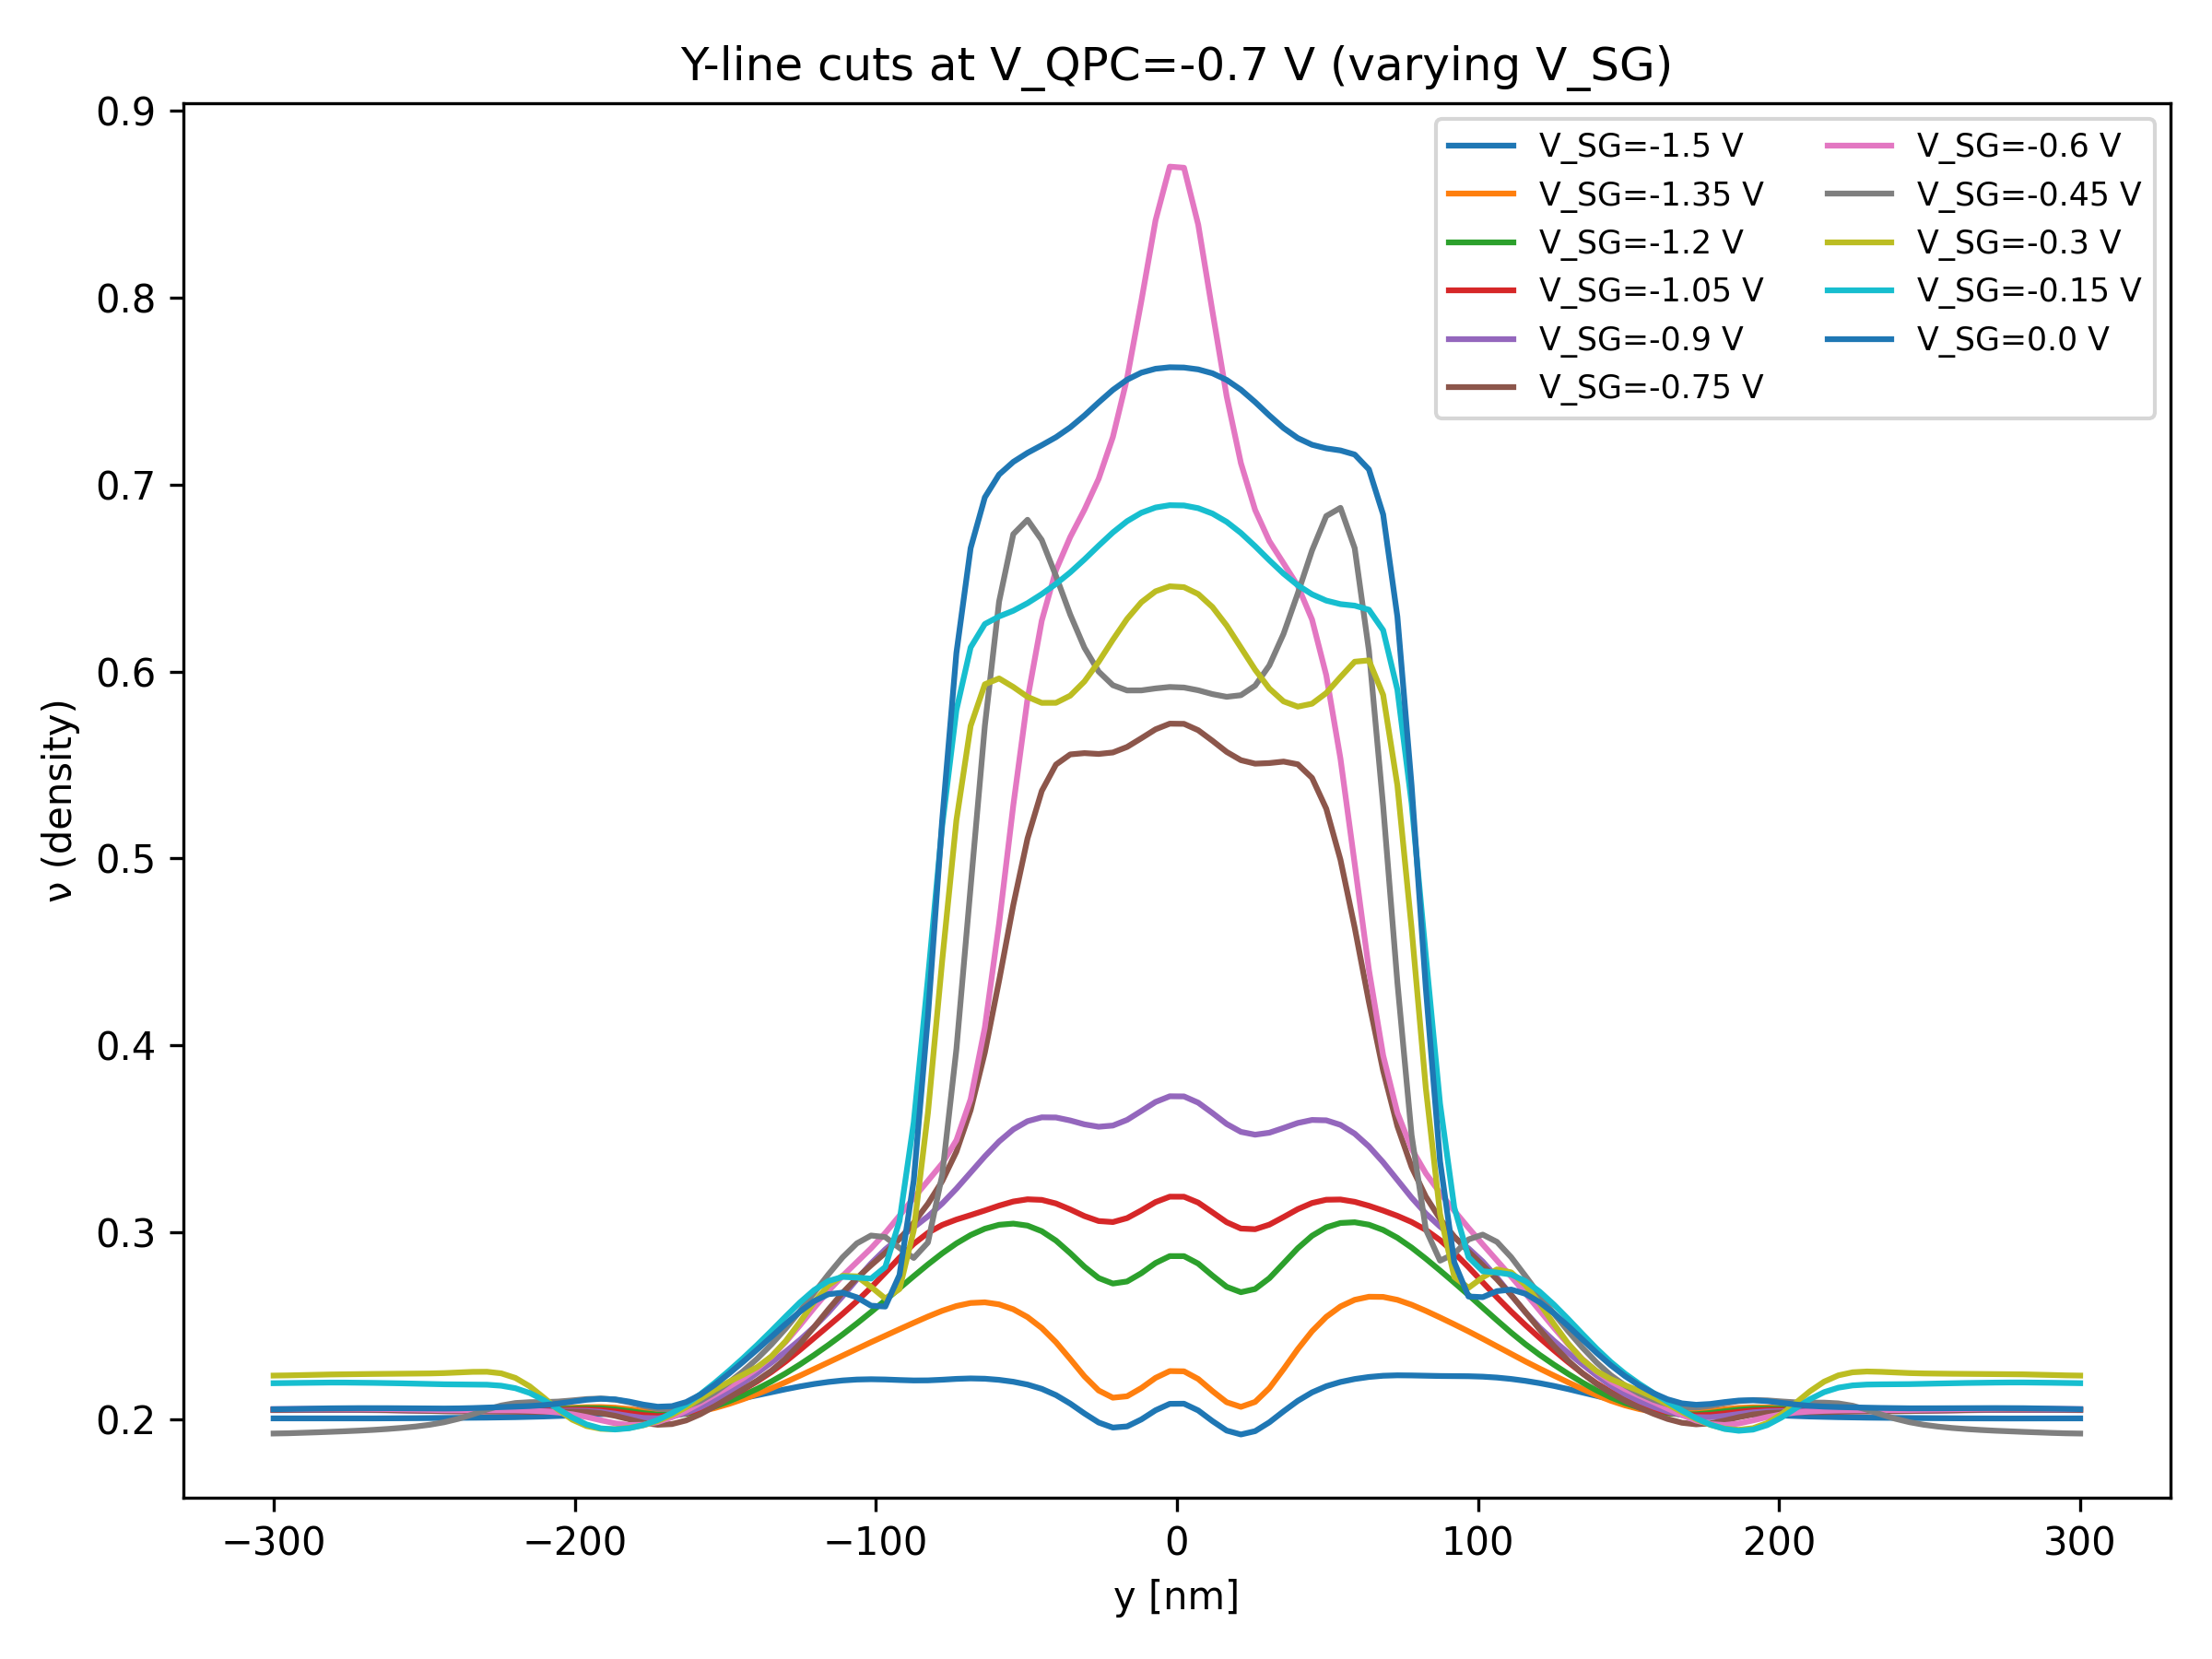 Y-line cuts at V_QPC=-0.7 V (varying V_SG)
0.9
0.8
0.7
0.6
0.5
0.4
0.3
0.2
ν (density)
V_SG=-1.5 V
V_SG=-1.35 V
V_SG=-1.2 V
V_SG=-1.05 V
V_SG=-0.9 V
V_SG=-0.75 V
V_SG=-0.6 V
V_SG=-0.45 V
V_SG=-0.3 V
V_SG=-0.15 V
V_SG=0.0 V
−300 −200 −100 0 100 200 300
y [nm]